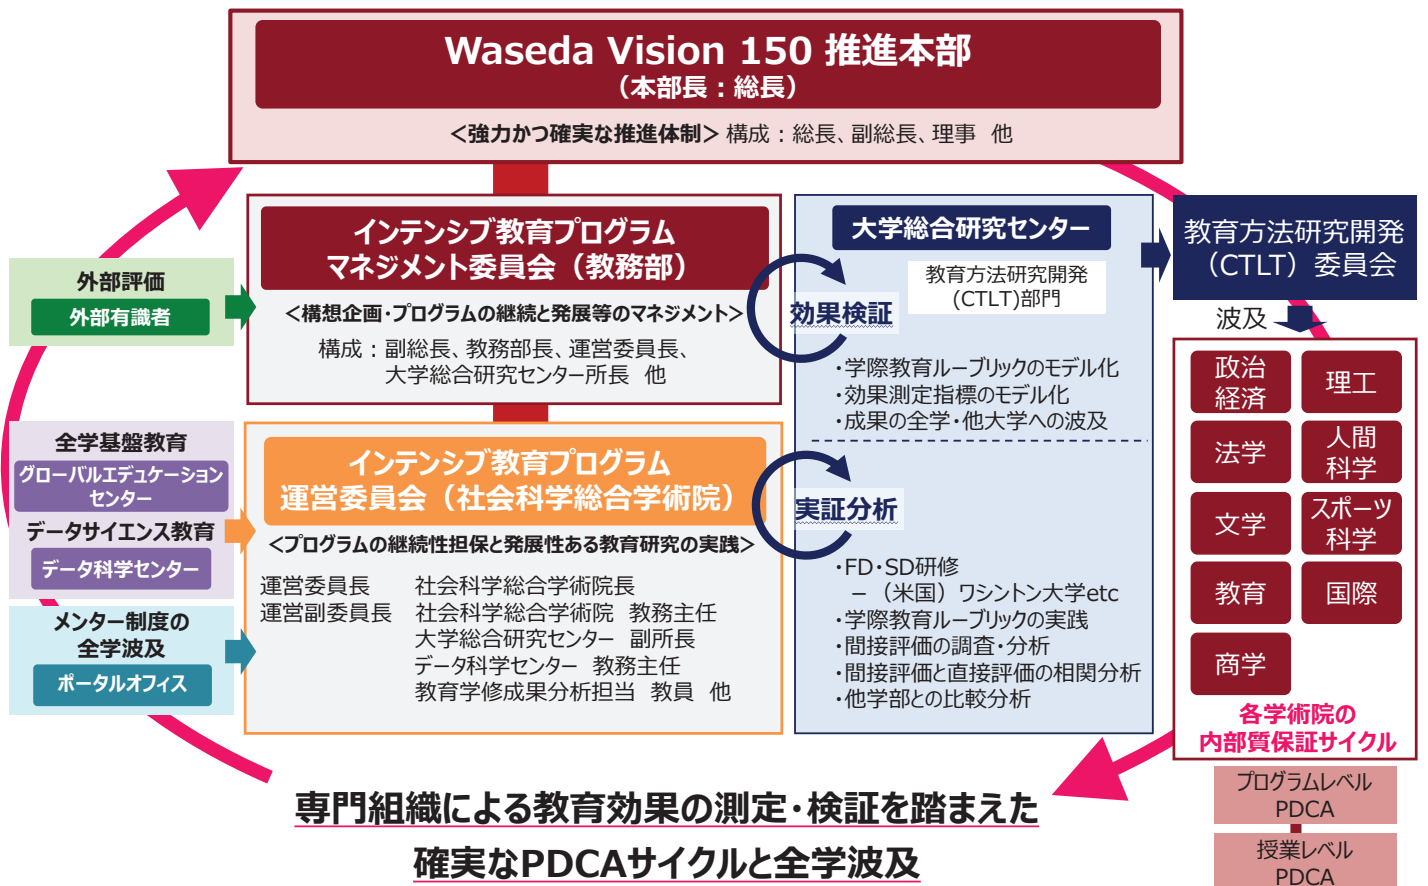 Waseda Vision 150 推進本部
（本部長：総長）
＜強力かつ確実な推進体制＞構成：総長、副総長、理事 他
外部評価
外部有識者
全学基盤教育
グローバルエデュケーション
センター
データサイエンス教育
データ科学センター
メンター制度の
全学波及
ポータルオフィス
インテンシブ教育プログラム
マネジメント委員会（教務部）
＜構想企画・プログラムの継続と発展等のマネジメント＞
構成：副総長、教務部長、運営委員長、
大学総合研究センター所長 他
インテンシブ教育プログラム
運営委員会（社会科学総合学術院）
＜プログラムの継続性担保と発展性ある教育研究の実践＞
運営委員長 社会科学総合学術院長
運営副委員長 社会科学総合学術院 教務主任
大学総合研究センター 副所長
データ科学センター 教務主任
教育学修成果分析担当 教員 他
大学総合研究センター
教育方法研究開発
(CTLT)部門
効果検証
・学際教育ルーブリックのモデル化
・効果測定指標のモデル化
・成果の全学・他大学への波及
実証分析
・FD・SD研修
－（米国）ワシントン大学etc
・学際教育ルーブリックの実践
・間接評価の調査・分析
・間接評価と直接評価の相関分析
・他学部との比較分析
教育方法研究開発
（CTLT）委員会
波及
政治
経済
理工
法学
人間
科学
文学
スポーツ
科学
教育
国際
商学
各学術院の
内部質保証サイクル
プログラムレベル
PDCA
授業レベル
PDCA
専門組織による教育効果の測定・検証を踏まえた
確実なPDCAサイクルと全学波及